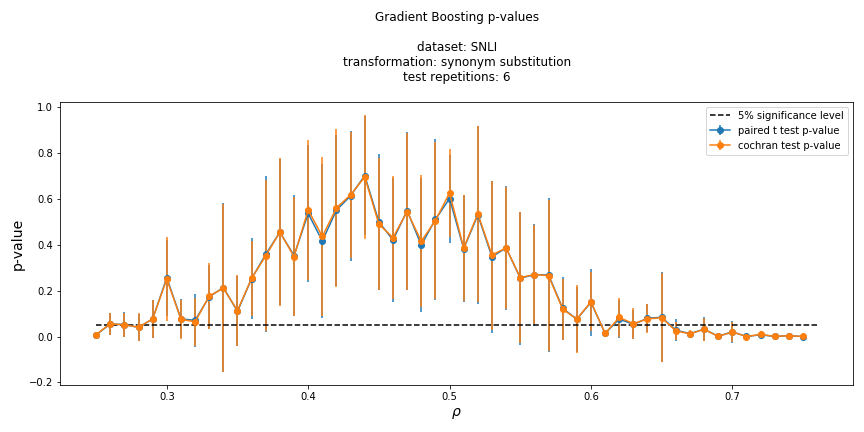 Gradient Boosting p-values
dataset: SNLI
transformation: synonym substitution
test repetitions: 6
5% significance level
paired t test p-value
cochran test p-value
p-value
1.0
0.8
0.6
0.4
0.2
0.0
−0.2
0.3 0.4 0.5 0.6 0.7
ρ